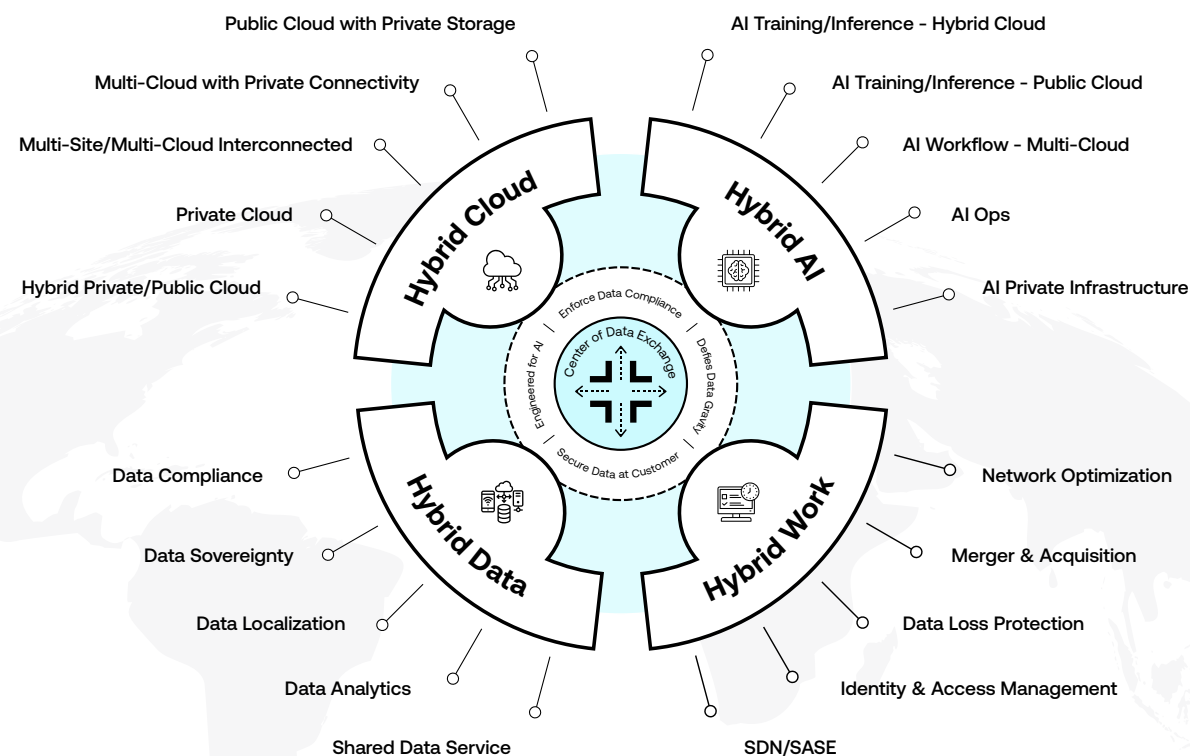 Public Cloud with Private Storage
Multi-Cloud with Private Connectivity
Multi-Site/Multi-Cloud Interconnected
Private Cloud
Hybrid Private/Public Cloud
Hybrid Cloud
AI Training/Inference - Hybrid Cloud
AI Training/Inference - Public Cloud
AI Workflow - Multi-Cloud
AI Ops
AI Private Infrastructure
Hybrid AI
Enforce Data Compliance
Defies Data Gravity
Secure Data at Customer
Engineered for AI
Center of Data Exchange
Hybrid Data
Data Compliance
Data Sovereignty
Data Localization
Data Analytics
Shared Data Service
Hybrid Work
Network Optimization
Merger & Acquisition
Data Loss Protection
Identity & Access Management
SDN/SASE